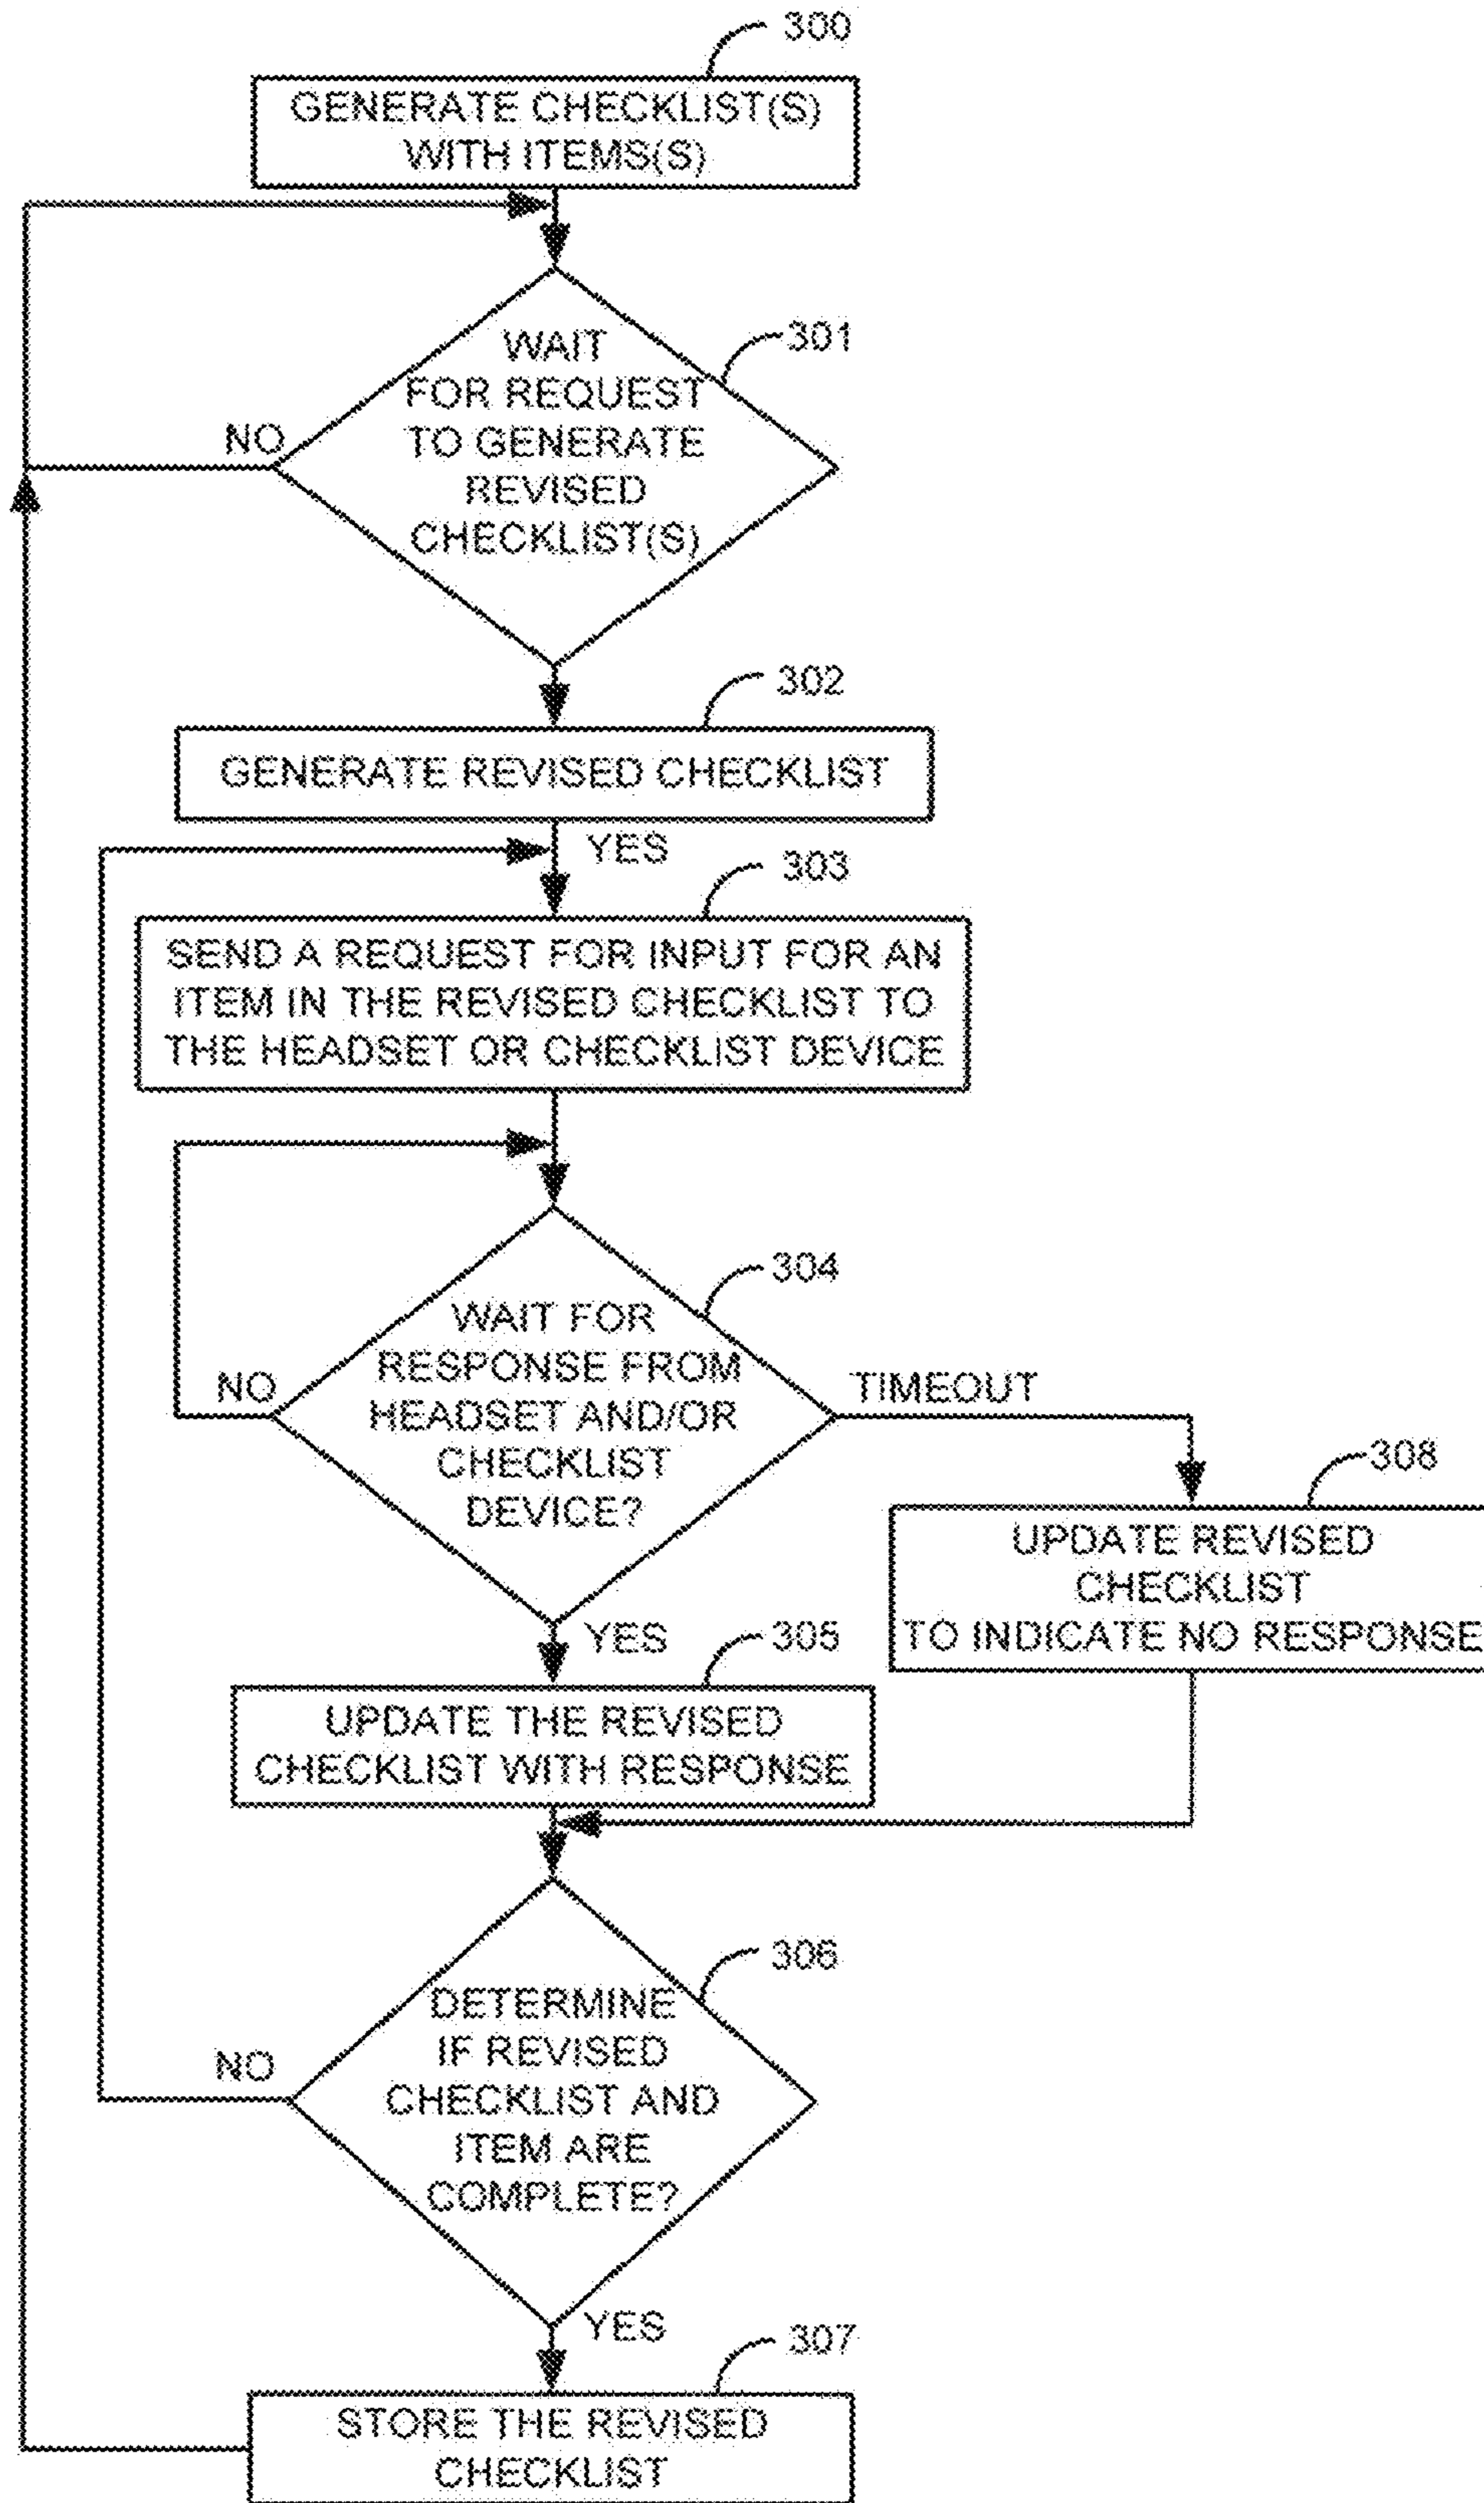 300
GENERATE CHECKLIST(S)
WITH ITEMS(S)
301
WAIT
FOR REQUEST
TO GENERATE
REVISED
CHECKLIST(S)
NO
302
GENERATE REVISED CHECKLIST
YES
303
SEND A REQUEST FOR INPUT FOR AN
ITEM IN THE REVISED CHECKLIST TO
THE HEADSET OR CHECKLIST DEVICE
304
WAIT FOR
RESPONSE FROM
HEADSET AND/OR
CHECKLIST
DEVICE?
NO
TIMEOUT
308
UPDATE REVISED
CHECKLIST
TO INDICATE NO RESPONSE
YES
305
UPDATE THE REVISED
CHECKLIST WITH RESPONSE
306
DETERMINE
IF REVISED
CHECKLIST AND
ITEM ARE
COMPLETE?
NO
YES
307
STORE THE REVISED
CHECKLIST